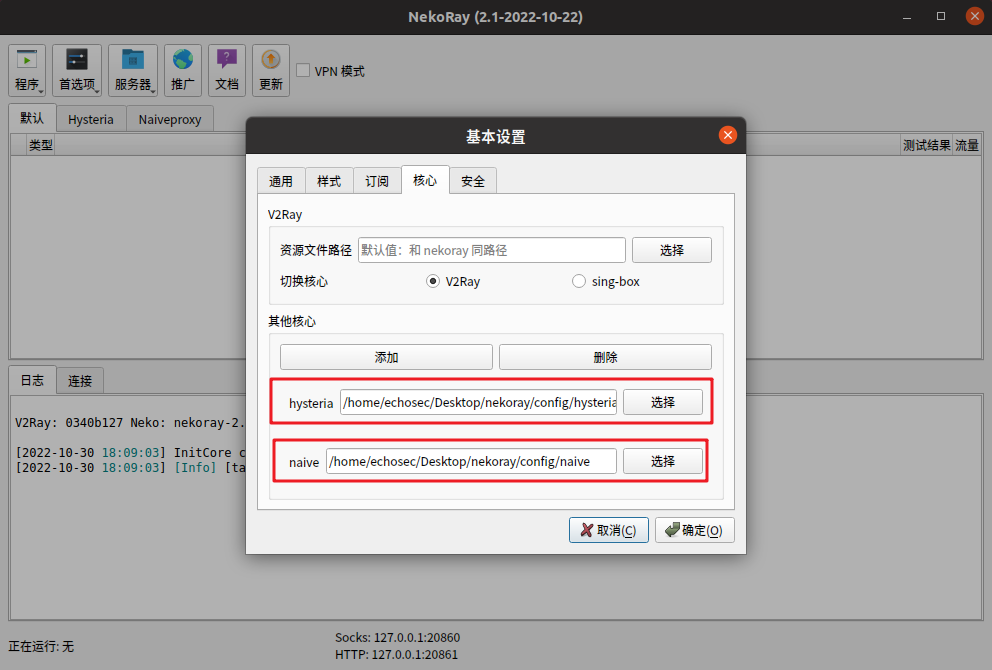 NekoRay (2.1-2022-10-22)
程序 首选项 服务器 推广 文档 更新 VPN 模式
默认 Hysteria Naiveproxy
类型 测试结果 流量
基本设置
通用 样式 订阅 核心 安全
V2Ray
资源文件路径 默认值：和 nekoray 同路径 选择
切换核心 V2Ray sing-box
其他核心
添加 删除
hysteria /home/echosec/Desktop/nekoray/config/hysteria 选择
naive /home/echosec/Desktop/nekoray/config/naive 选择
取消(C) 确定(O)
日志 连接
V2Ray: 0340b127 Neko: nekoray-2.
[2022-10-30 18:09:03] InitCore c
[2022-10-30 18:09:03] [Info] [ta
正在运行: 无
Socks: 127.0.0.1:20860
HTTP: 127.0.0.1:20861